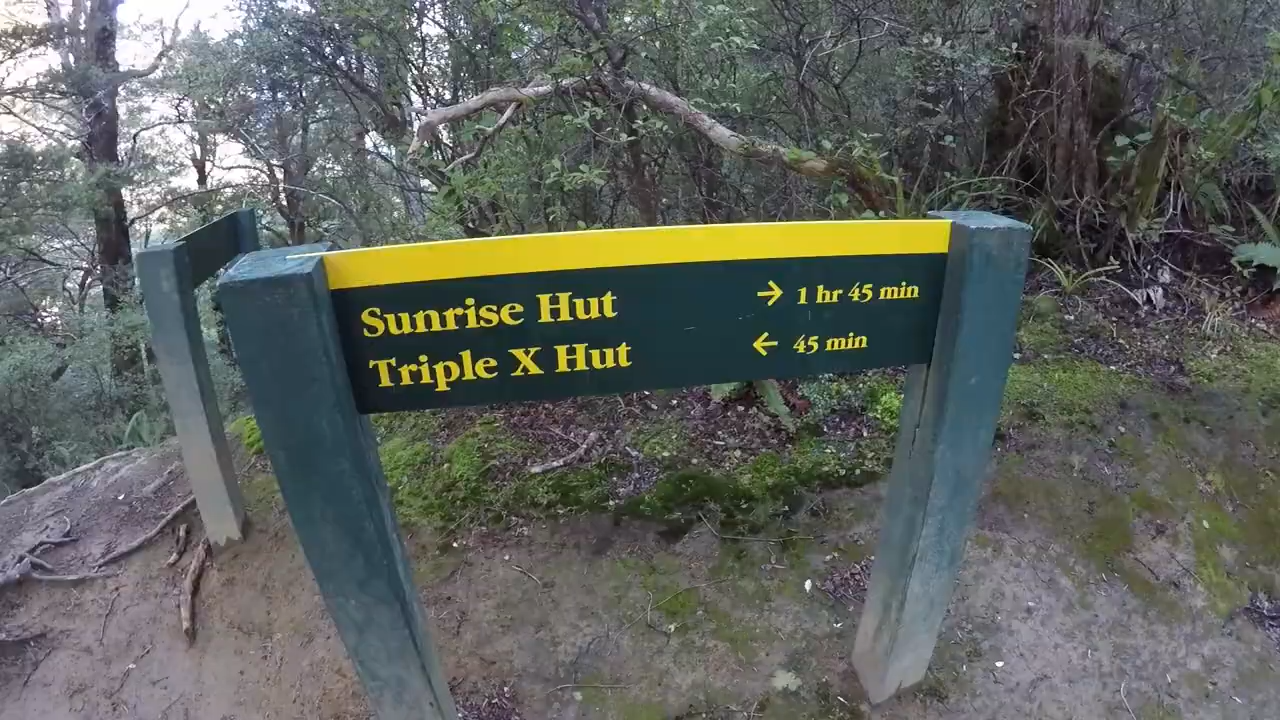 Sunrise Hut → 1 hr 45 min
Triple X Hut ← 45 min